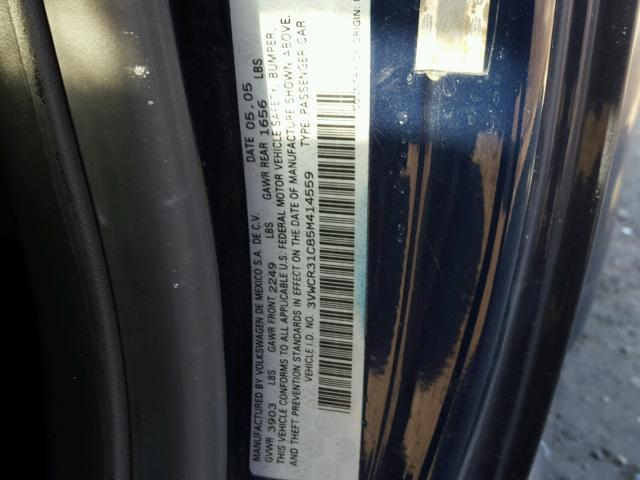 MANUFACTURED BY VOLKSWAGEN DE MEXICO S.A. DE C.V. DATE 05.05
GVWR 3903 LBS GAWR FRONT 2249 LBS GAWR REAR 1656 LBS
THIS VEHICLE CONFORMS TO ALL APPLICABLE U.S. FEDERAL MOTOR VEHICLE SAFETY, BUMPER,
AND THEFT PREVENTION STANDARDS IN EFFECT ON THE DATE OF MANUFACTURE SHOWN ABOVE.
VEHICLE I.D. NO. 3VWCR31C85M414559 TYPE: PASSENGER CAR
ORIGIN: